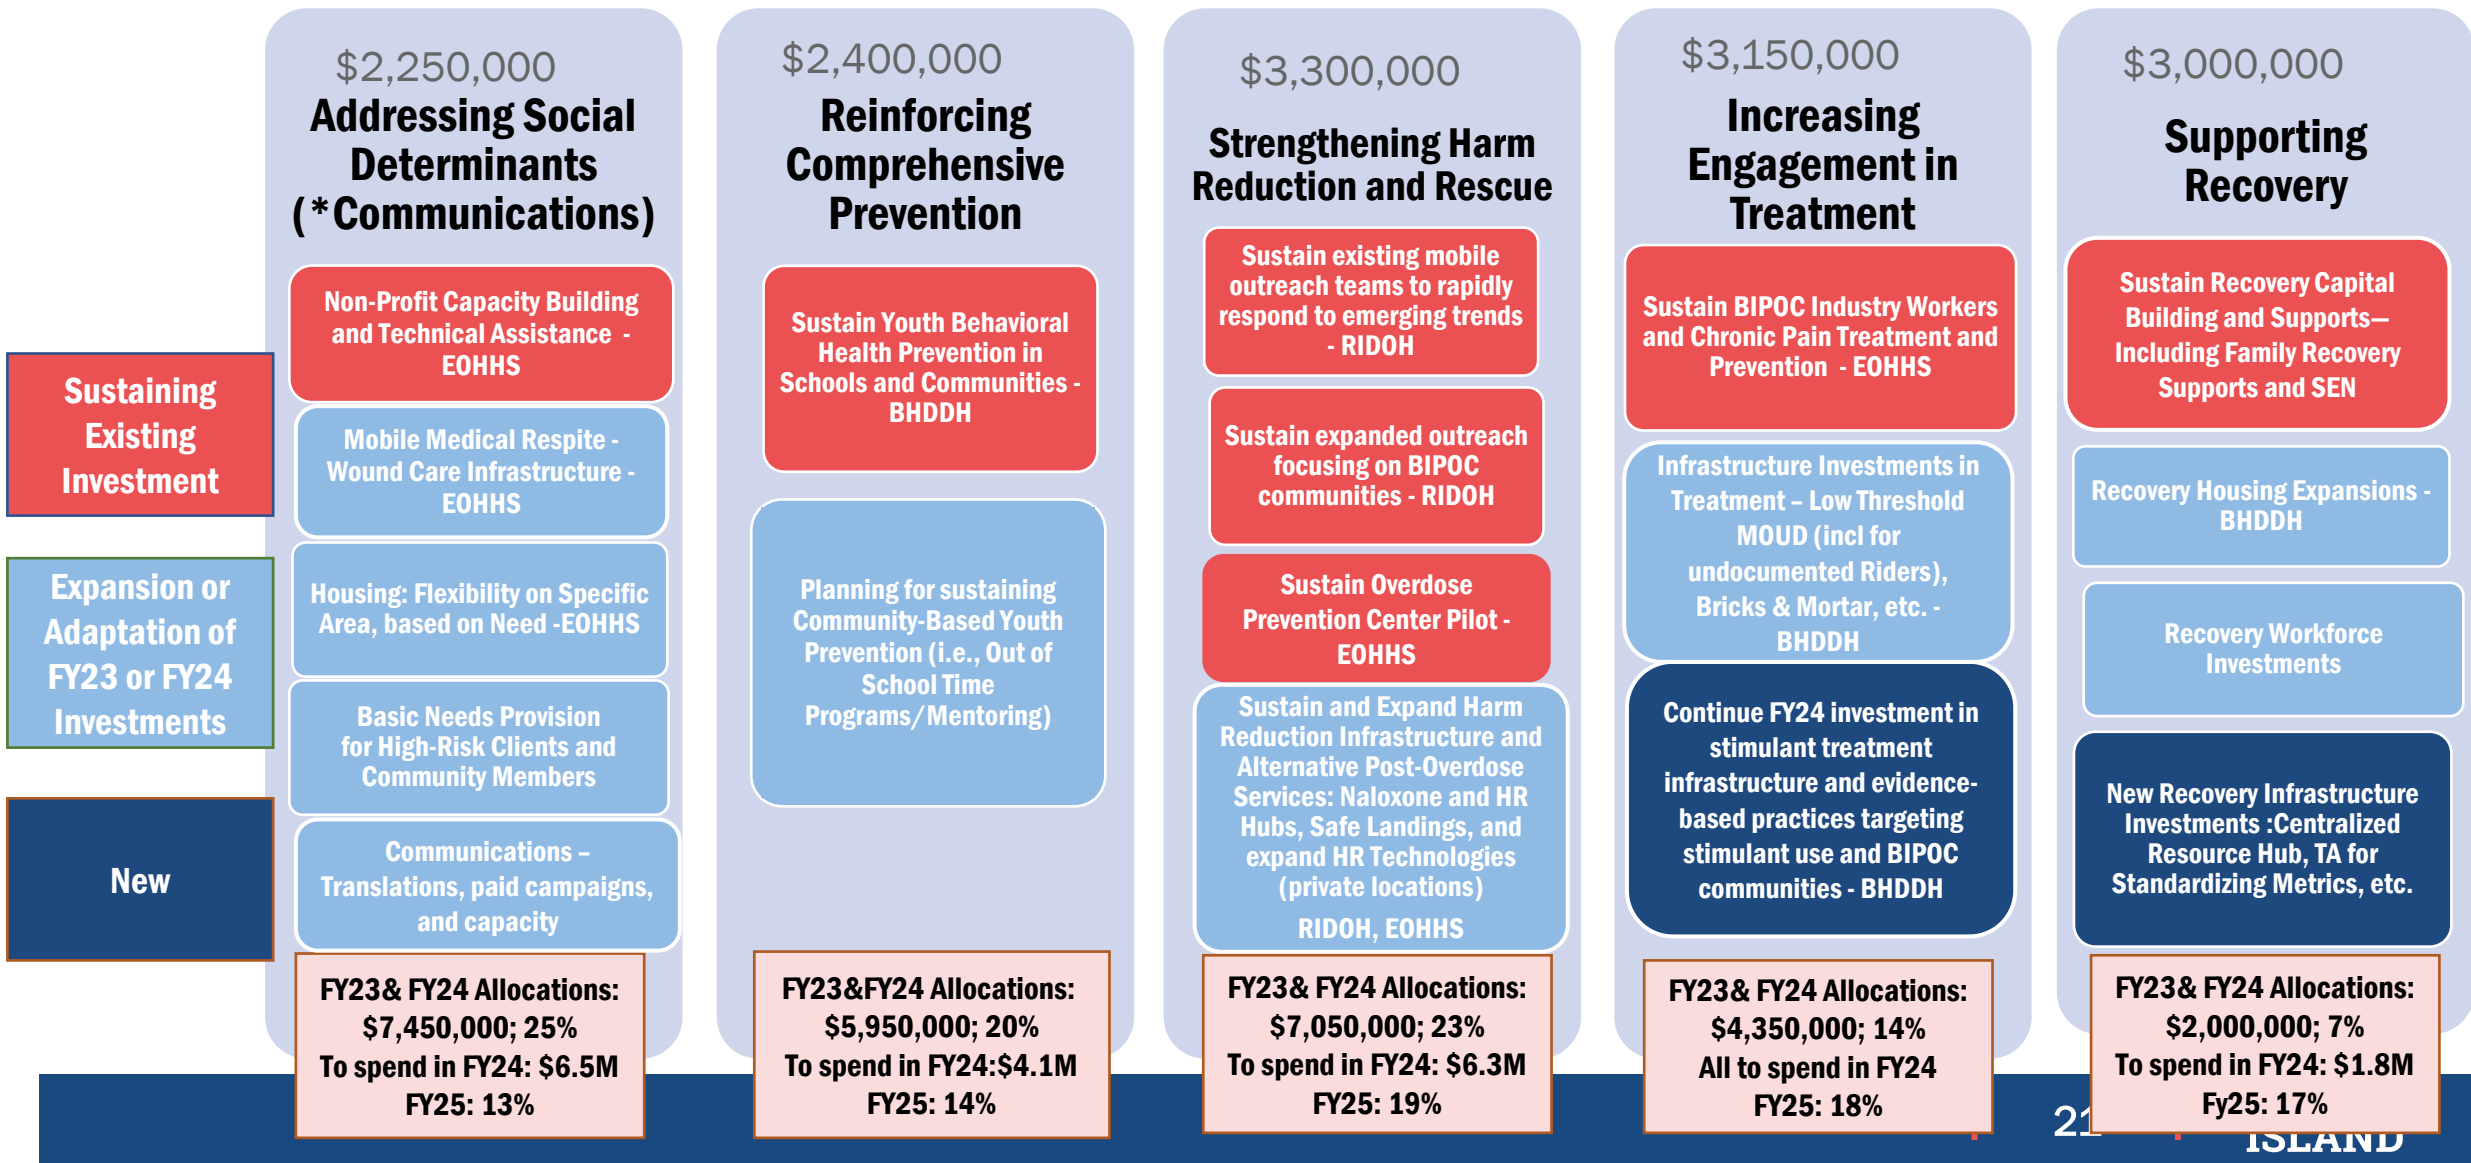 Sustaining
Existing
Investment
Expansion or
Adaptation of
FY23 or FY24
Investments
New
$2,250,000
Addressing Social
Determinants
(*Communications)
Non-Profit Capacity Building
and Technical Assistance -
EOHHS
Mobile Medical Respite -
Wound Care Infrastructure -
EOHHS
Housing: Flexibility on Specific
Area, based on Need -EOHHS
Basic Needs Provision
for High-Risk Clients and
Community Members
Communications –
Translations, paid campaigns,
and capacity
FY23& FY24 Allocations:
$7,450,000; 25%
To spend in FY24: $6.5M
FY25: 13%
$2,400,000
Reinforcing
Comprehensive
Prevention
Sustain Youth Behavioral
Health Prevention in
Schools and Communities -
BHDDH
Planning for sustaining
Community-Based Youth
Prevention (i.e., Out of
School Time
Programs/Mentoring)
FY23&FY24 Allocations:
$5,950,000; 20%
To spend in FY24:$4.1M
FY25: 14%
$3,300,000
Strengthening Harm
Reduction and Rescue
Sustain existing mobile
outreach teams to rapidly
respond to emerging trends
- RIDOH
Sustain expanded outreach
focusing on BIPOC
communities - RIDOH
Sustain Overdose
Prevention Center Pilot -
EOHHS
Sustain and Expand Harm
Reduction Infrastructure and
Alternative Post-Overdose
Services: Naloxone and HR
Hubs, Safe Landings, and
expand HR Technologies
(private locations)
RIDOH, EOHHS
FY23& FY24 Allocations:
$7,050,000; 23%
To spend in FY24: $6.3M
FY25: 19%
$3,150,000
Increasing
Engagement in
Treatment
Sustain BIPOC Industry Workers
and Chronic Pain Treatment and
Prevention - EOHHS
Infrastructure Investments in
Treatment – Low Threshold
MOUD (incl for
undocumented Riders),
Bricks & Mortar, etc. -
BHDDH
Continue FY24 investment in
stimulant treatment
infrastructure and evidence-
based practices targeting
stimulant use and BIPOC
communities - BHDDH
FY23& FY24 Allocations:
$4,350,000; 14%
All to spend in FY24
FY25: 18%
$3,000,000
Supporting
Recovery
Sustain Recovery Capital
Building and Supports—
Including Family Recovery
Supports and SEN
Recovery Housing Expansions -
BHDDH
Recovery Workforce
Investments
New Recovery Infrastructure
Investments :Centralized
Resource Hub, TA for
Standardizing Metrics, etc.
FY23& FY24 Allocations:
$2,000,000; 7%
To spend in FY24: $1.8M
Fy25: 17%
21
ISLAND